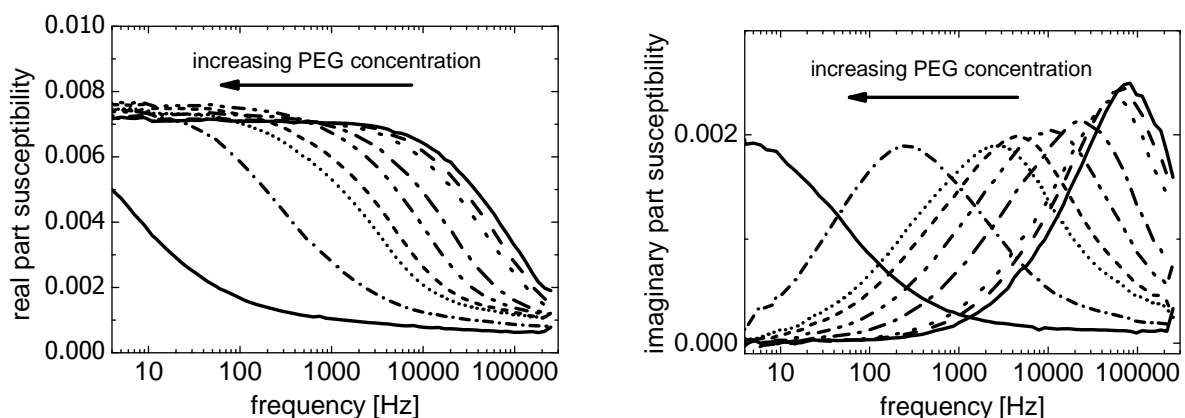 0.010
increasing PEG concentration
0.008
0.006
0.004
0.002
0.000
real part susceptibility
10 100 1000 10000 100000
frequency [Hz]
increasing PEG concentration
0.002
0.000
imaginary part susceptibility
10 100 1000 10000 100000
frequency [Hz]